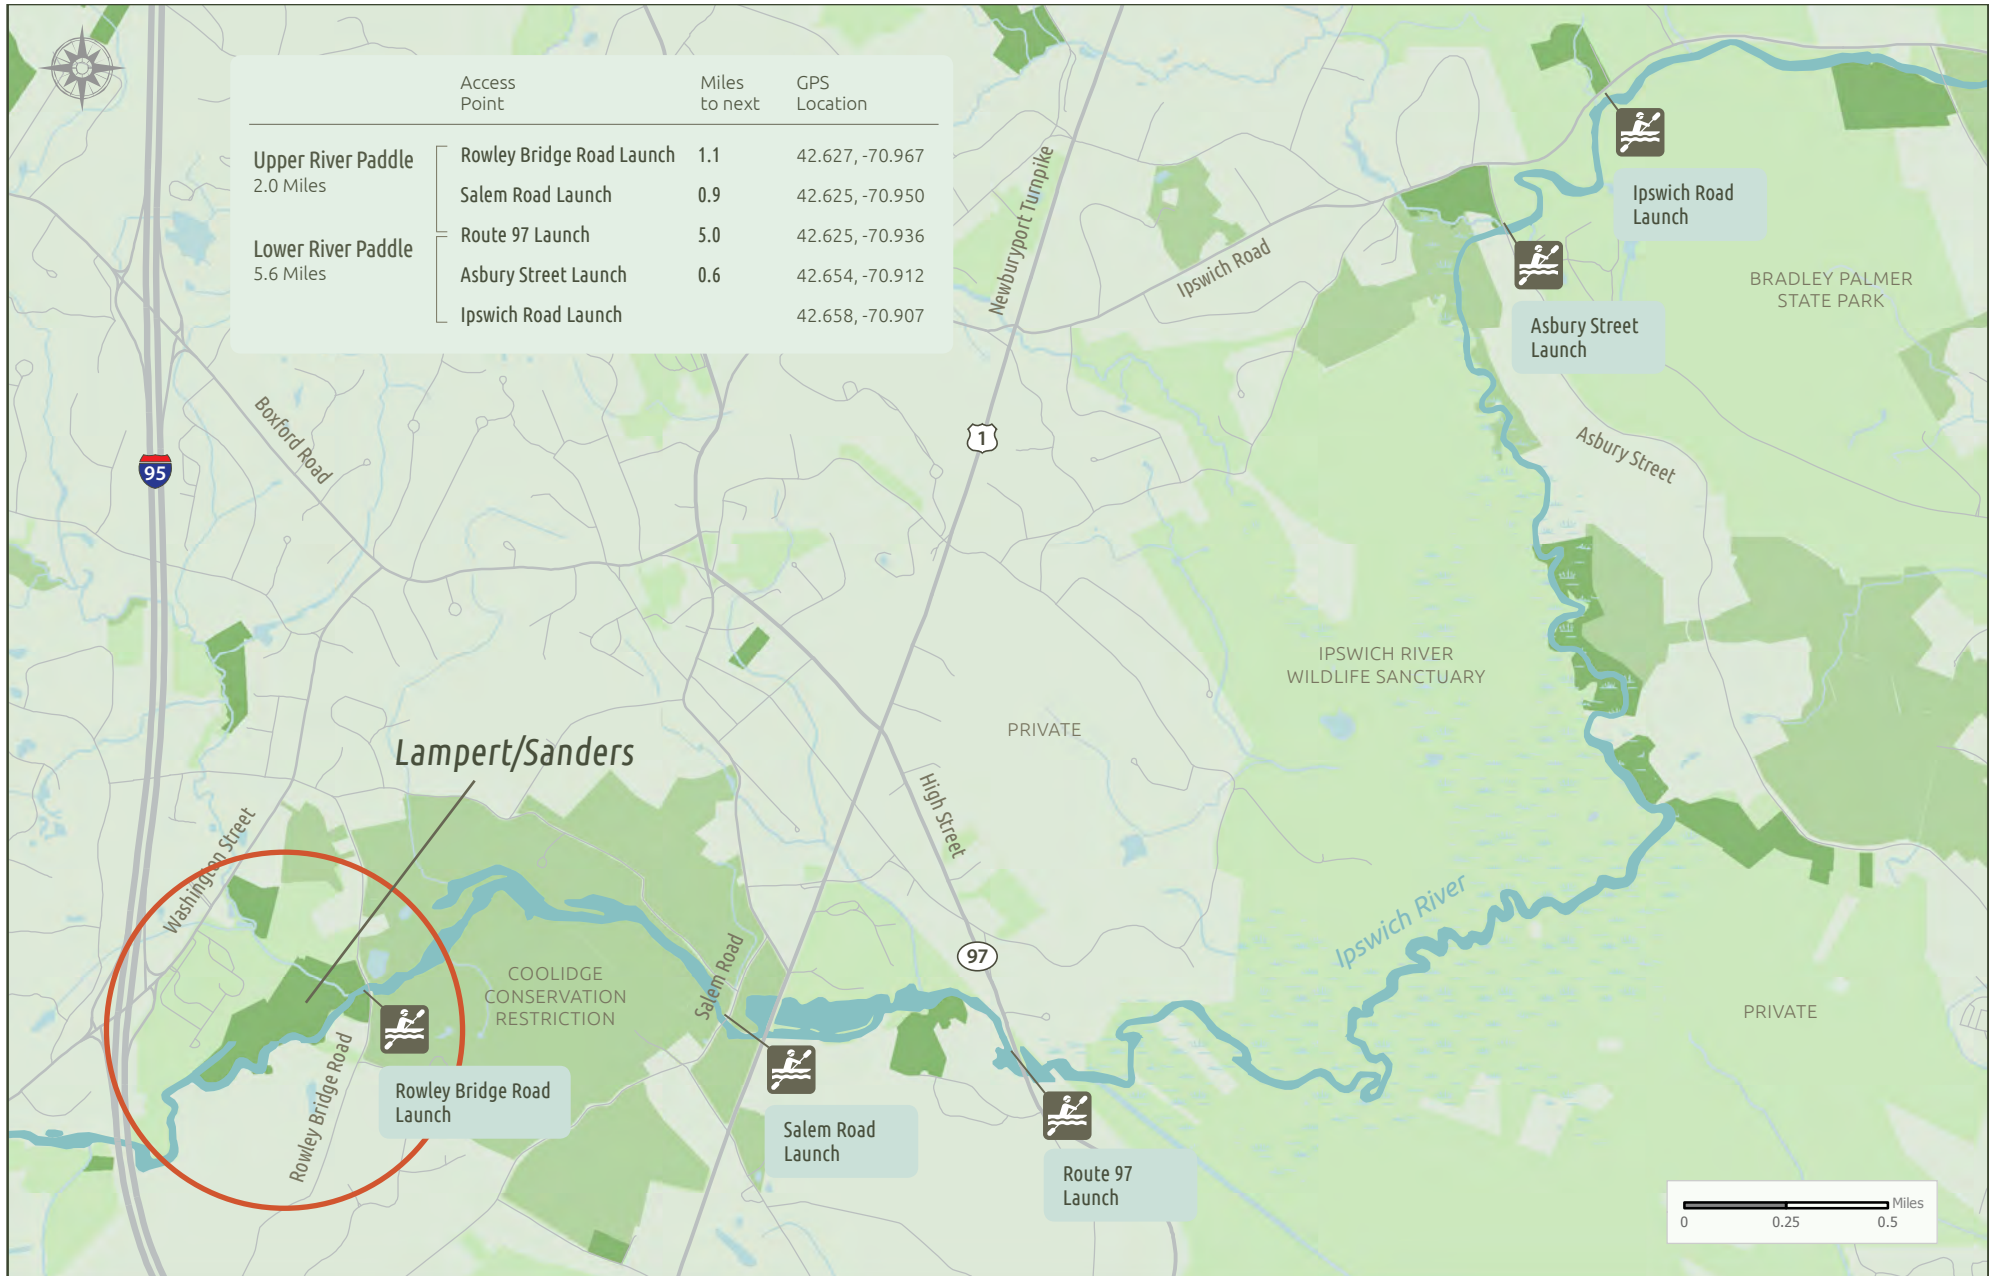 Access Point
Miles to next
GPS Location
Upper River Paddle
2.0 Miles
Rowley Bridge Road Launch 1.1 42.627, -70.967
Salem Road Launch 0.9 42.625, -70.950
Route 97 Launch 5.0 42.625, -70.936
Lower River Paddle
5.6 Miles
Asbury Street Launch 0.6 42.654, -70.912
Ipswich Road Launch 42.658, -70.907
Newburyport Turnpike
Ipswich Road
Ipswich Road
Launch
BRADLEY PALMER
STATE PARK
Asbury Street
Launch
Boxford Road
1
95
Asbury Street
IPSWICH RIVER
WILDLIFE SANCTUARY
PRIVATE
Lampert/Sanders
Washington Street
High Street
Ipswich River
97
Salem Road
COOLIDGE
CONSERVATION
RESTRICTION
PRIVATE
Rowley Bridge Road
Rowley Bridge Road
Launch
Salem Road
Launch
Route 97
Launch
Miles
0 0.25 0.5